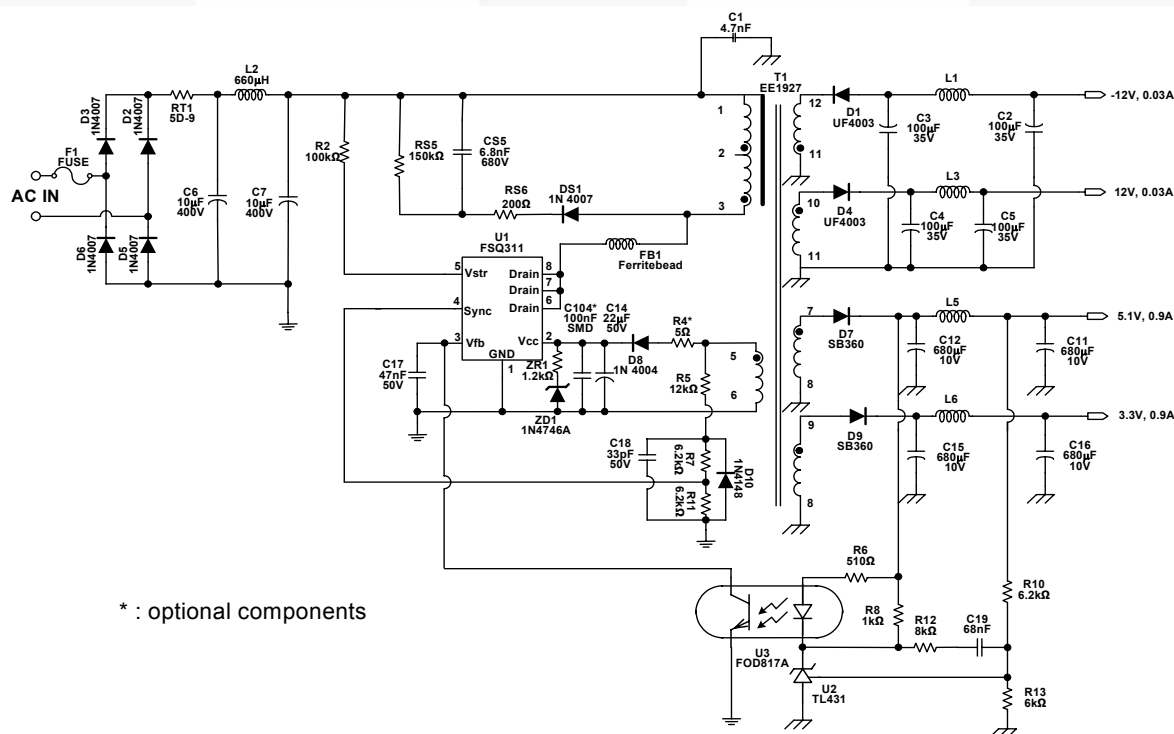 C1
4.7nF
L2
660µH
T1
EE1927
L1
D3
1N4007
D2
1N4007
RT1
5D-9
1
12
-12V, 0.03A
D1
UF4003
C3
100µF
35V
C2
100µF
35V
R2
100kΩ
RS5
150kΩ
CS5
6.8nF
680V
2
11
F1
FUSE
AC IN
C6
10µF
400V
C7
10µF
400V
RS6
200Ω
DS1
1N 4007
3
10
L3
12V, 0.03A
D4
UF4003
C4
100µF
35V
C5
100µF
35V
D6
1N4007
D5
1N4007
U1
FSQ311
FB1
Ferritebead
11
5
Vstr
Drain
8
4
Sync
Drain
7
Drain
6
3
Vfb
Vcc
2
GND
1
C104*
100nF
SMD
C14
22µF
50V
R4*
5Ω
7
L5
5.1V, 0.9A
D7
SB360
C12
680µF
10V
C11
680µF
10V
D8
1N 4004
5
6
C17
47nF
50V
ZR1
1.2kΩ
ZD1
1N4746A
R5
12kΩ
8
L6
3.3V, 0.9A
9
D9
SB360
C15
680µF
10V
C16
680µF
10V
C18
33pF
50V
R7
6.2kΩ
R11
6.2kΩ
D10
1N4148
8
R6
510Ω
R8
1kΩ
R12
8kΩ
C19
68nF
R10
6.2kΩ
* : optional components
U3
FOD817A
U2
TL431
R13
6kΩ